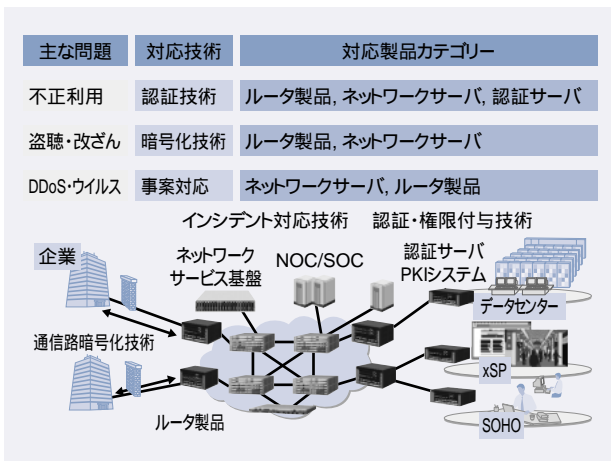 主な問題 対応技術 対応製品カテゴリー
不正利用 認証技術 ルータ製品, ネットワークサーバ, 認証サーバ
盗聴・改ざん 暗号化技術 ルータ製品, ネットワークサーバ
DDoS・ウイルス 事案対応 ネットワークサーバ, ルータ製品
インシデント対応技術 認証・権限付与技術
企業
ネットワーク
サービス基盤
NOC/SOC
認証サーバ
PKIシステム
データセンター
通信路暗号化技術
xSP
ルータ製品
SOHO